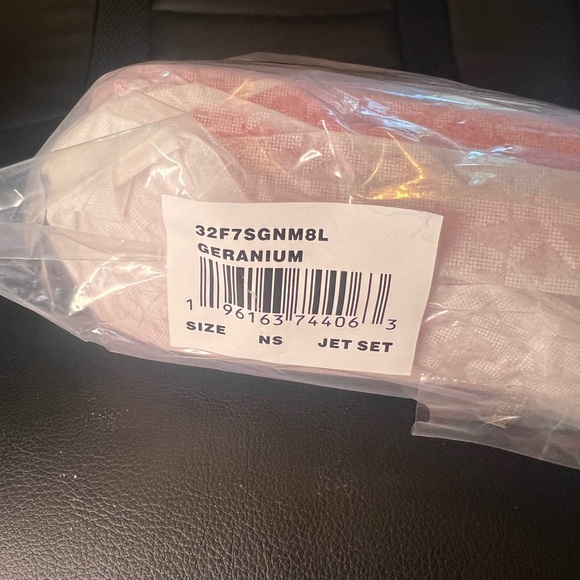 32F7SGNM8L
GERANIUM
1 96163 74406 3
SIZE NS JET SET